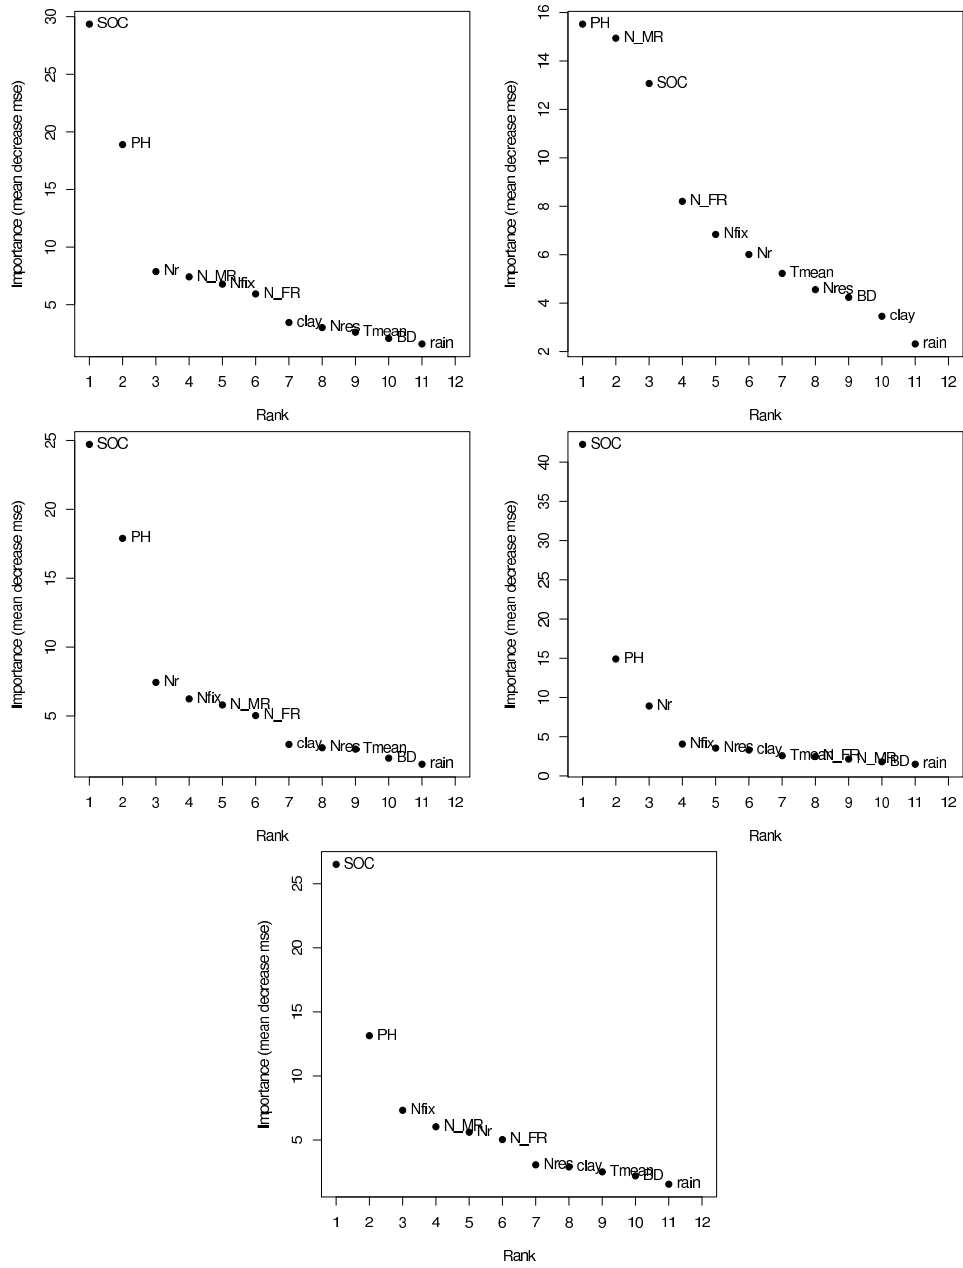 30
25
20
15
10
5
Importance (mean decrease mse)
SOC
PH
Nr
N_MR
Nfix
N_FR
clay
Nres
Tmean
BD
rain
1 2 3 4 5 6 7 8 9 10 11 12
Rank
16
14
12
10
8
6
4
2
Importance (mean decrease mse)
PH
N_MR
SOC
N_FR
Nfix
Nr
Tmean
Nres
BD
clay
rain
1 2 3 4 5 6 7 8 9 10 11 12
Rank
25
20
15
10
5
Importance (mean decrease mse)
SOC
PH
Nr
Nfix
N_MR
N_FR
clay
Nres
Tmean
BD
rain
1 2 3 4 5 6 7 8 9 10 11 12
Rank
40
35
30
25
20
15
10
5
0
Importance (mean decrease mse)
SOC
PH
Nr
Nfix
Nres
clay
Tmean
N_FR
N_MR
BD
rain
1 2 3 4 5 6 7 8 9 10 11 12
Rank
25
20
15
10
5
Importance (mean decrease mse)
SOC
PH
Nfix
N_MR
Nr
N_FR
Nres
clay
Tmean
BD
rain
1 2 3 4 5 6 7 8 9 10 11 12
Rank